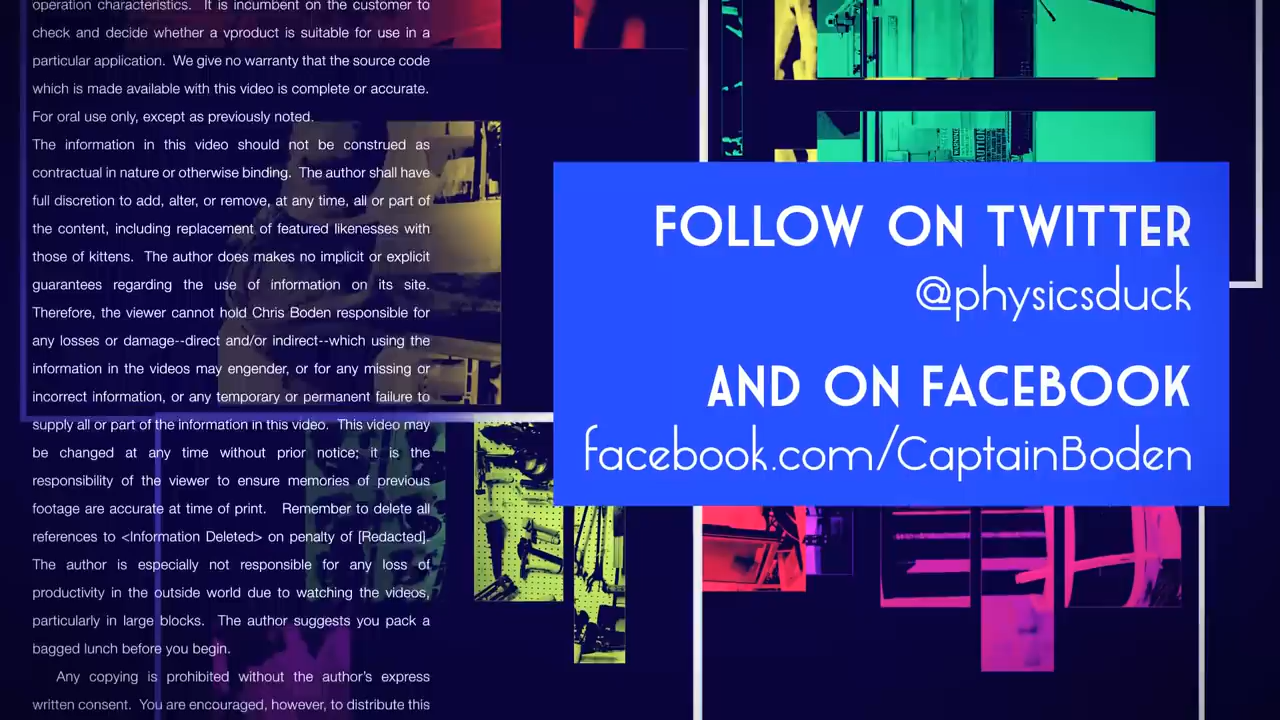 operation characteristics. It is incumbent on the customer to
check and decide whether a vproduct is suitable for use in a
particular application. We give no warranty that the source code
which is made available with this video is complete or accurate.
For oral use only, except as previously noted.
The information in this video should not be construed as
contractual in nature or otherwise binding. The author shall have
full discretion to add, alter, or remove, at any time, all or part of
the content, including replacement of featured likenesses with
those of kittens. The author does makes no implicit or explicit
guarantees regarding the use of information on its site.
Therefore, the viewer cannot hold Chris Boden responsible for
any losses or damage--direct and/or indirect--which using the
information in the videos may engender, or for any missing or
incorrect information, or any temporary or permanent failure to
supply all or part of the information in this video. This video may
be changed at any time without prior notice; it is the
responsibility of the viewer to ensure memories of previous
footage are accurate at time of print. Remember to delete all
references to <Information Deleted> on penalty of [Redacted].
The author is especially not responsible for any loss of
productivity in the outside world due to watching the videos,
particularly in large blocks. The author suggests you pack a
bagged lunch before you begin.
Any copying is prohibited without the author's express
written consent. You are encouraged, however, to distribute this
FOLLOW ON TWITTER
@physicsduck
AND ON FACEBOOK
facebook.com/CaptainBoden